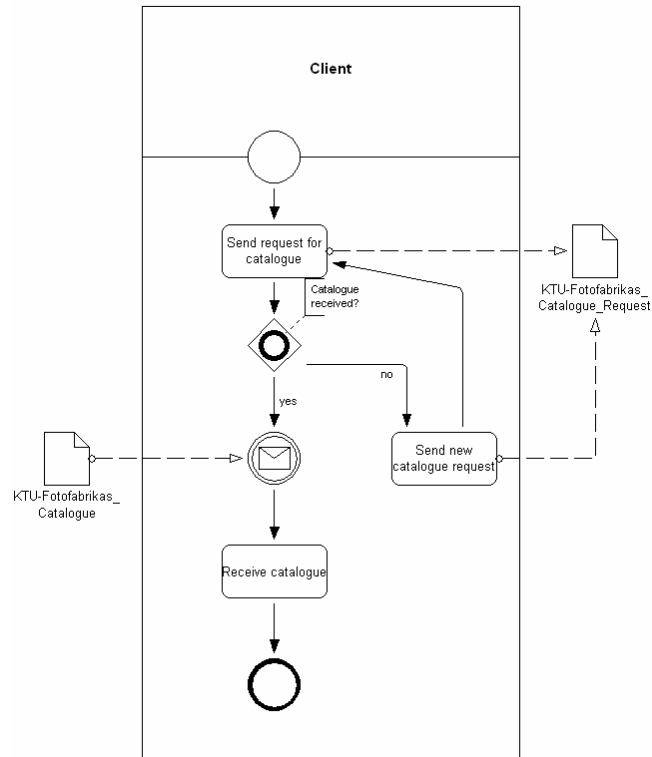 Client
Send request for
catalogue
KTU-Fotofabrikas_
Catalogue_Request
Catalogue
received?
no
yes
Send new
catalogue request
KTU-Fotofabrikas_
Catalogue
Receive catalogue